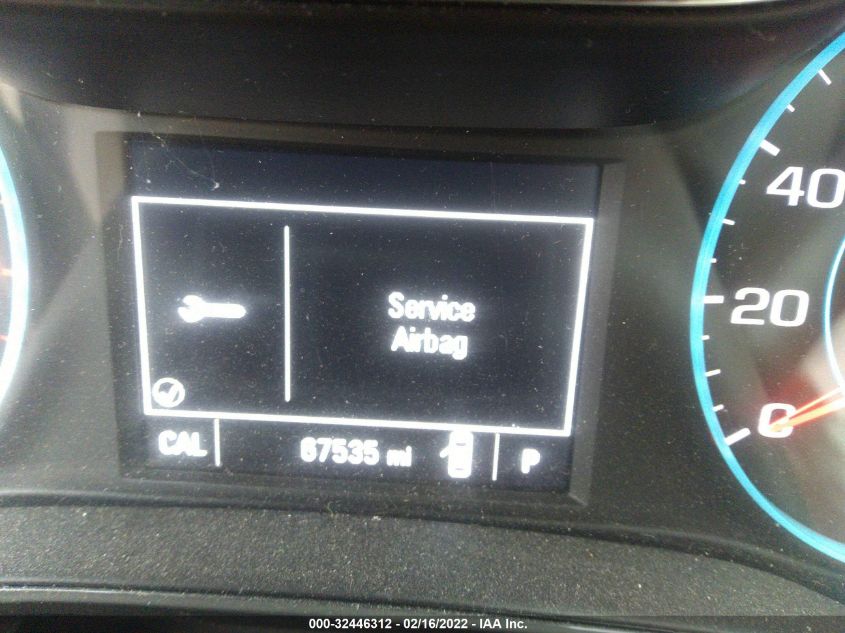 Service
Airbag
CAL 67535 mi P
40
20
0
000-32446312 - 02/16/2022 - IAA Inc.